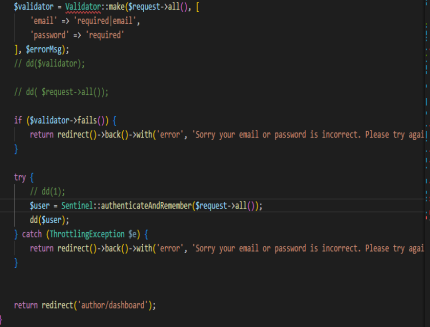 $validator = Validator::make($request->all(), [
'email' => 'required|email',
'password' => 'required'
], $errorMsg);
// dd($validator);
// dd( $request->all());
if ($validator->fails()) {
return redirect()->back()->with('error', 'Sorry your email or password is incorrect. Please try agai
}
try {
// dd(1);
$user = Sentinel::authenticateAndRemember($request->all());
dd($user);
} catch (ThrottlingException $e) {
return redirect()->back()->with('error', 'Sorry your email or password is incorrect. Please try agai
}
return redirect('author/dashboard');
}